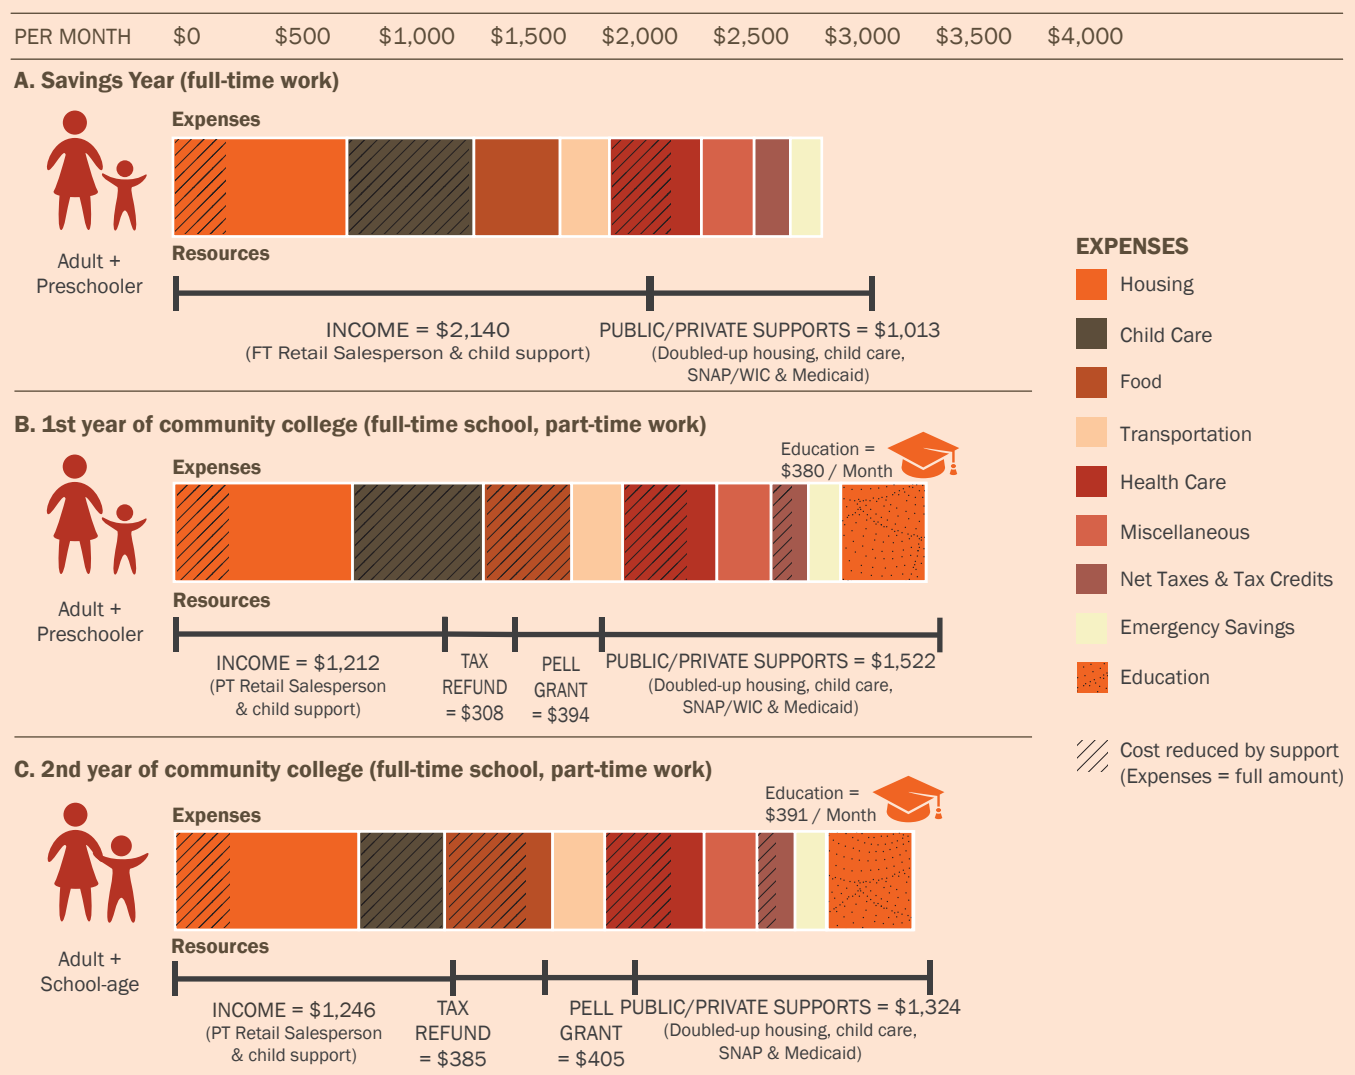 PER MONTH $0 $500 $1,000 $1,500 $2,000 $2,500 $3,000 $3,500 $4,000
A. Savings Year (full-time work)
Expenses
Adult +
Preschooler
Resources
INCOME = $2,140
(FT Retail Salesperson & child support)
PUBLIC/PRIVATE SUPPORTS = $1,013
(Doubled-up housing, child care,
SNAP/WIC & Medicaid)
B. 1st year of community college (full-time school, part-time work)
Education =
$380 / Month
Expenses
Adult +
Preschooler
Resources
INCOME = $1,212
(PT Retail Salesperson
& child support)
TAX
REFUND
= $308
PELL
GRANT
= $394
PUBLIC/PRIVATE SUPPORTS = $1,522
(Doubled-up housing, child care,
SNAP/WIC & Medicaid)
C. 2nd year of community college (full-time school, part-time work)
Education =
$391 / Month
Expenses
Adult +
School-age
Resources
INCOME = $1,246
(PT Retail Salesperson
& child support)
TAX
REFUND
= $385
PELL
GRANT
= $405
PUBLIC/PRIVATE SUPPORTS = $1,324
(Doubled-up housing, child care,
SNAP & Medicaid)
EXPENSES
Housing
Child Care
Food
Transportation
Health Care
Miscellaneous
Net Taxes & Tax Credits
Emergency Savings
Education
Cost reduced by support
(Expenses = full amount)